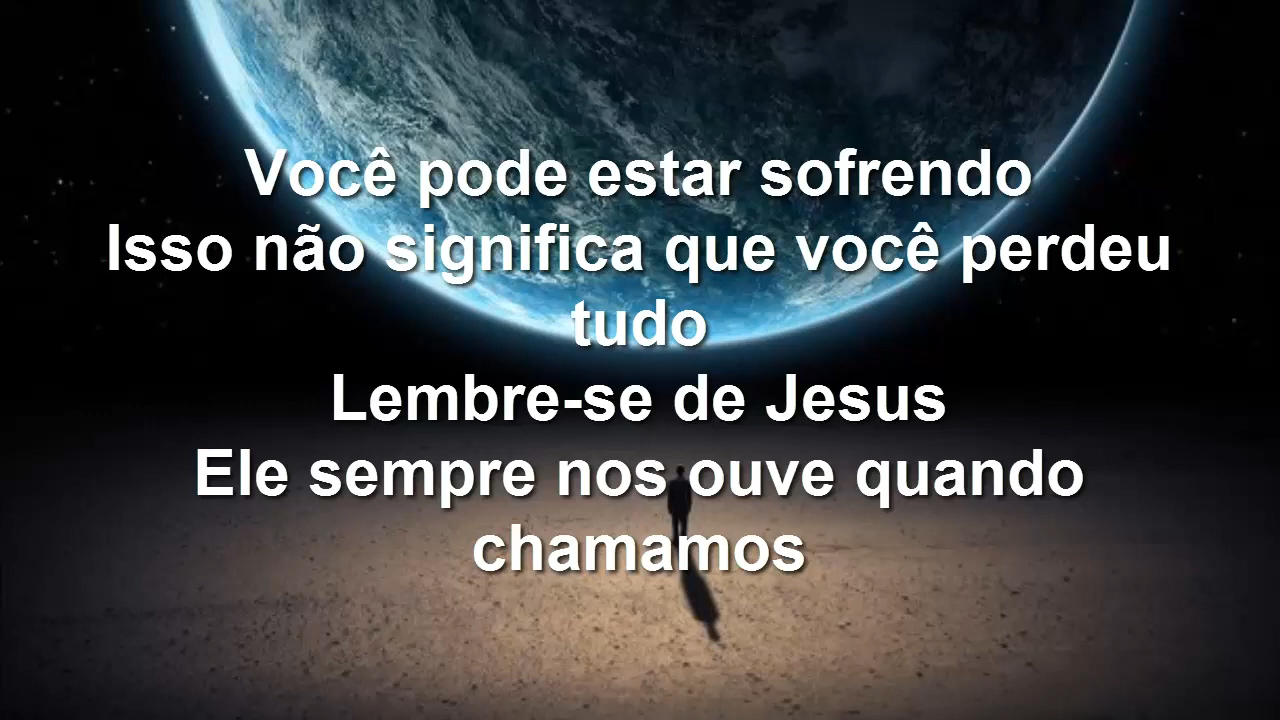 Você pode estar sofrendo
Isso não significa que você perdeu
tudo
Lembre-se de Jesus
Ele sempre nos ouve quando
chamamos